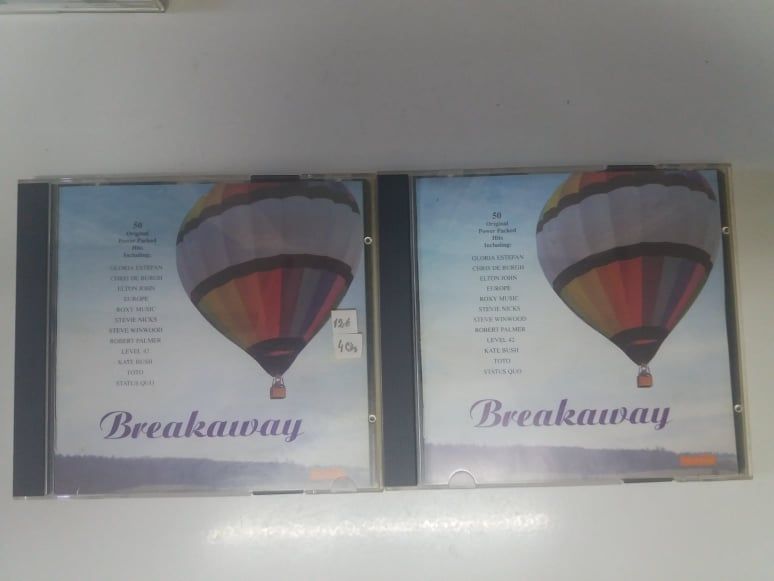 50
Original
Power Packed
Hits
Including:
GLORIA ESTEFAN
CHRIS DE BURGH
ELTON JOHN
EUROPE
ROXY MUSIC
STEVIE NICKS
STEVE WINWOOD
ROBERT PALMER
LEVEL 42
KATE BUSH
TOTO
STATUS QUO
12€
4 CDs
Breakaway
50
Original
Power Packed
Hits
Including:
GLORIA ESTEFAN
CHRIS DE BURGH
ELTON JOHN
EUROPE
ROXY MUSIC
STEVIE NICKS
STEVE WINWOOD
ROBERT PALMER
LEVEL 42
KATE BUSH
TOTO
STATUS QUO
Breakaway